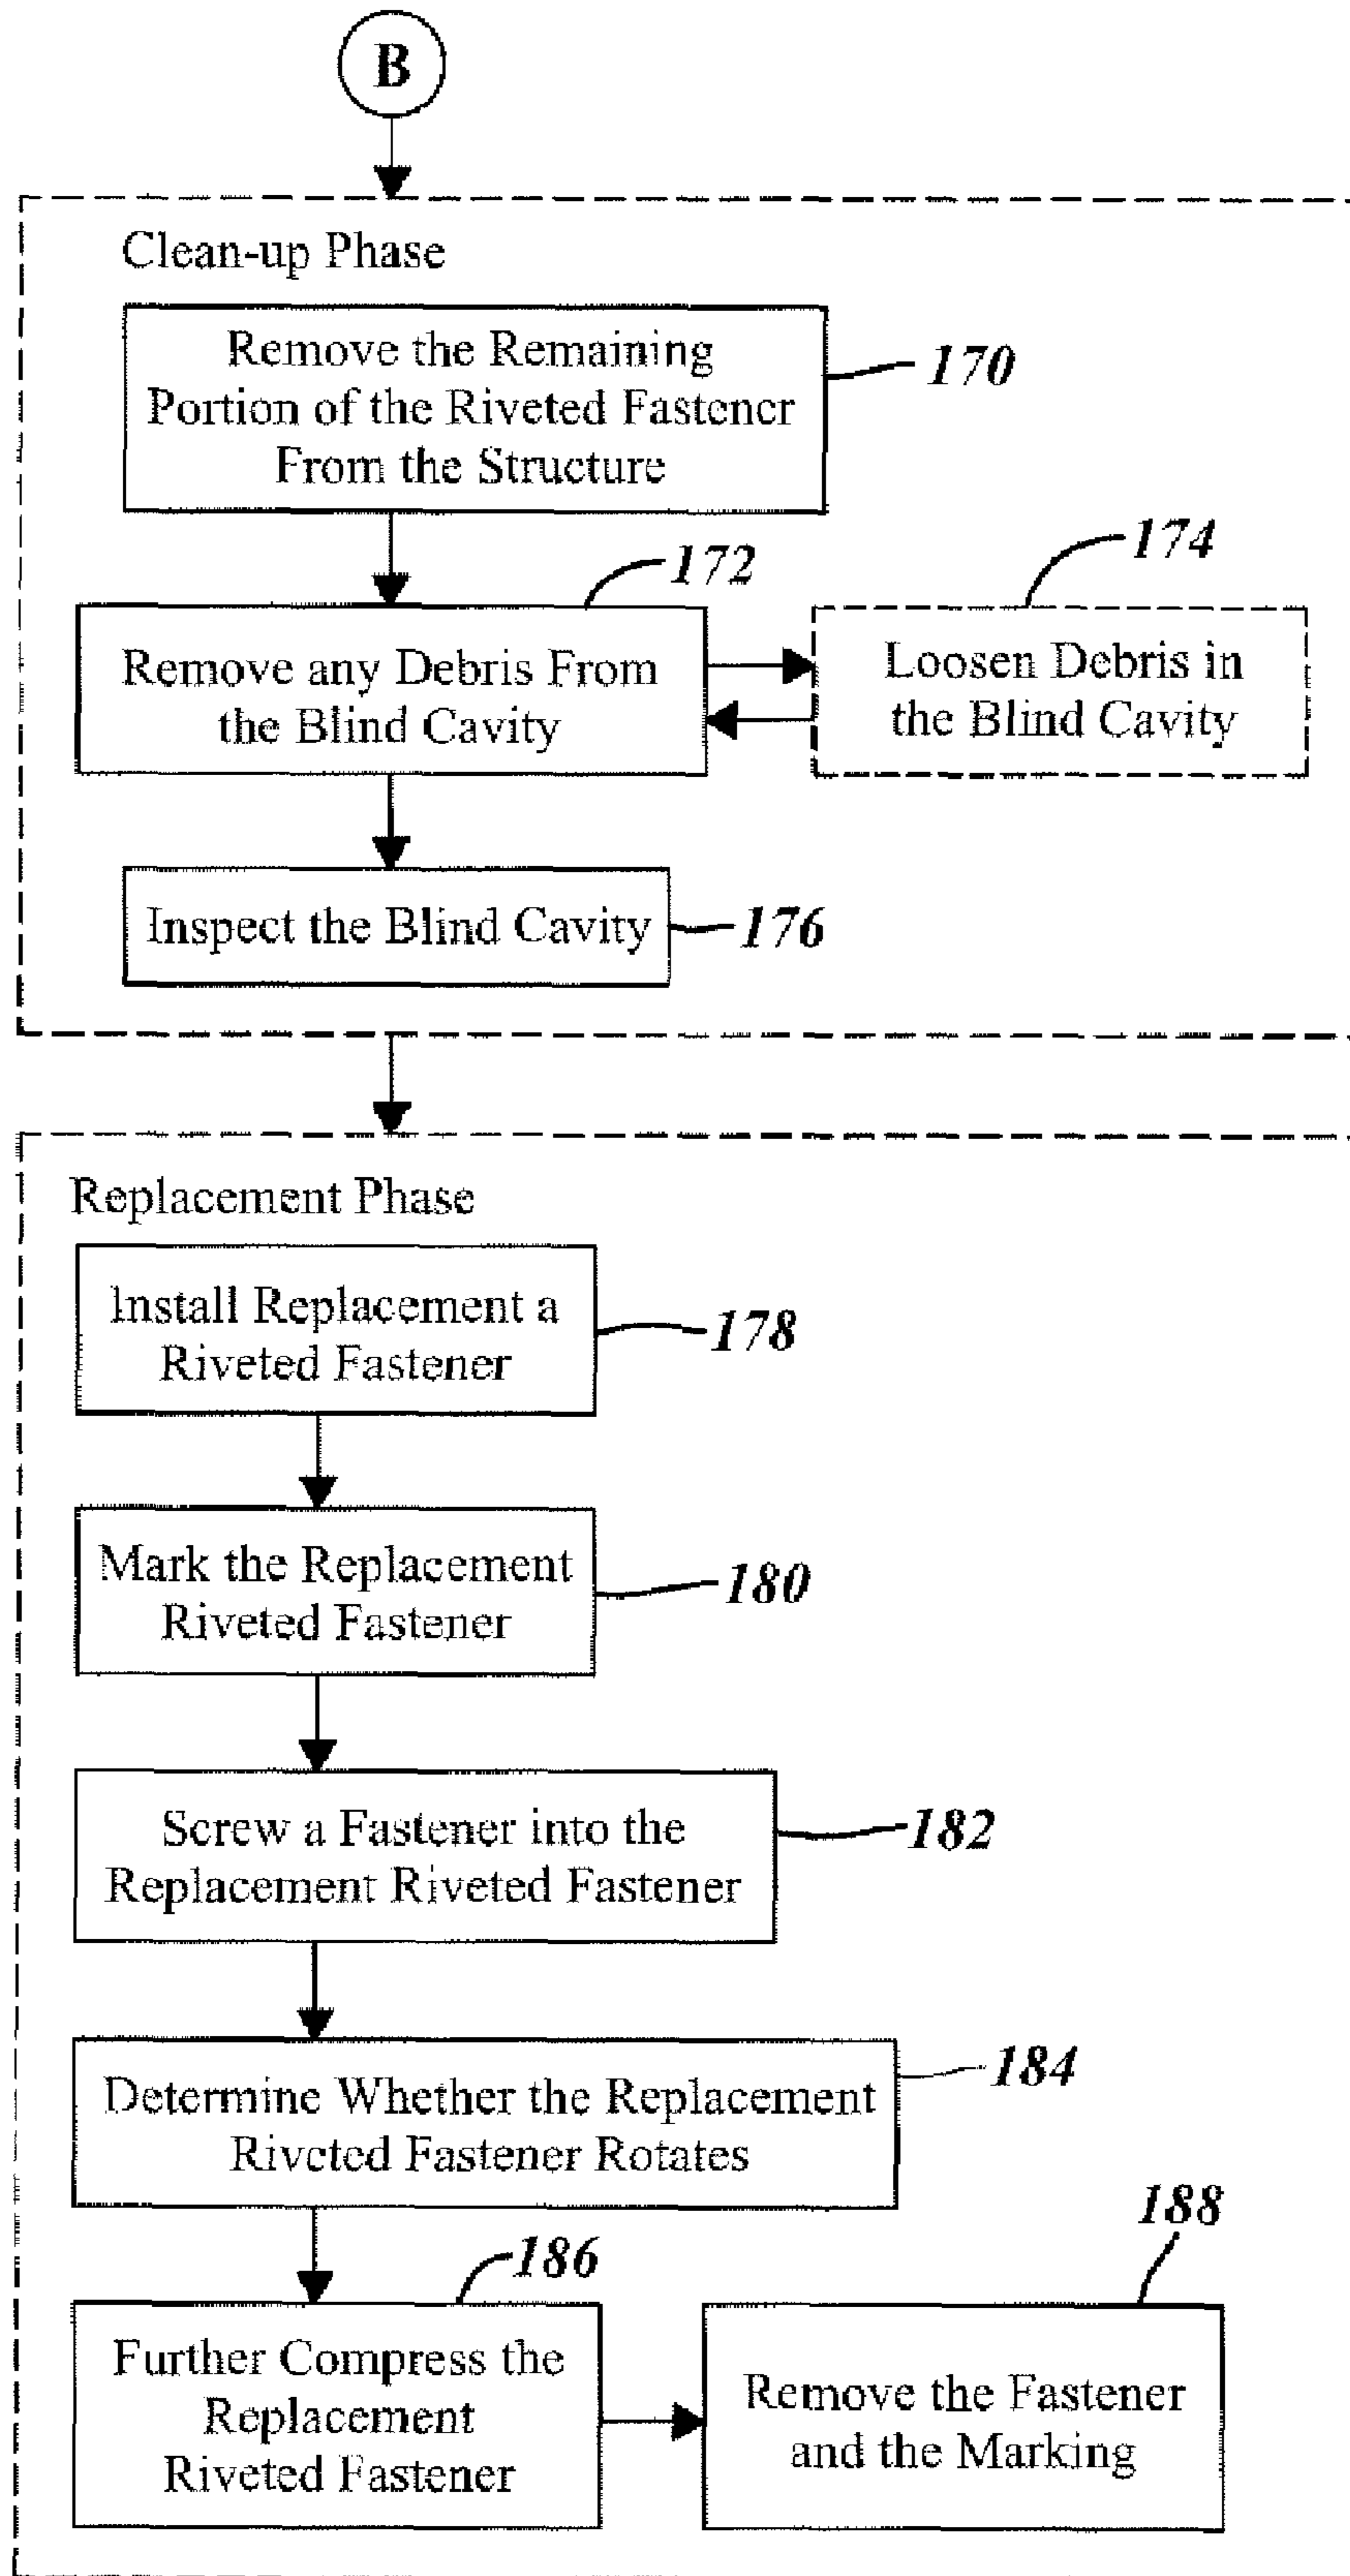 B
Clean-up Phase
Remove the Remaining
Portion of the Riveted Fastener
From the Structure
170
172
174
Remove any Debris From
the Blind Cavity
Loosen Debris in
the Blind Cavity
Inspect the Blind Cavity
176
Replacement Phase
Install Replacement a
Riveted Fastener
178
Mark the Replacement
Riveted Fastener
180
Screw a Fastener into the
Replacement Riveted Fastener
182
Determine Whether the Replacement
Riveted Fastener Rotates
184
186
188
Further Compress the
Replacement
Riveted Fastener
Remove the Fastener
and the Marking